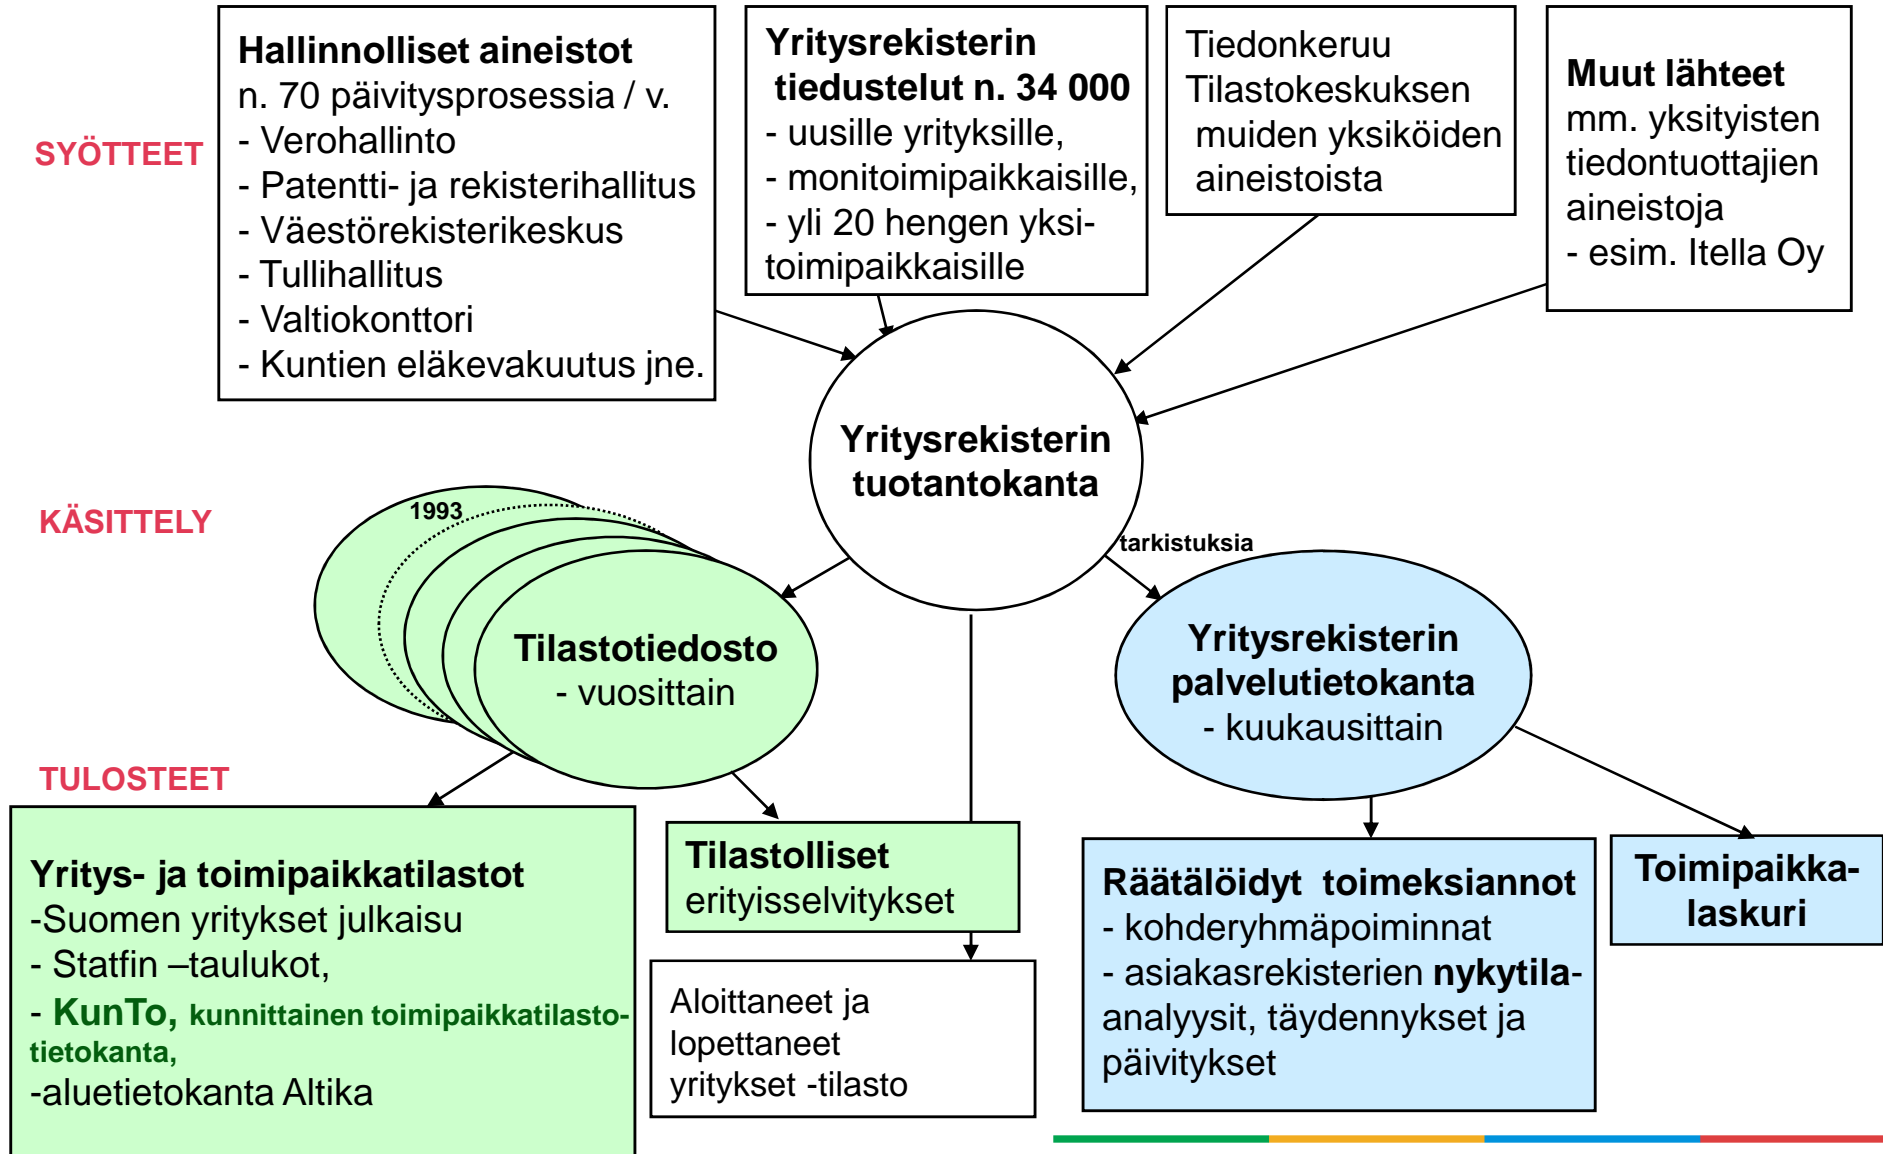 SYÖTTEET
Hallinnolliset aineistot
n. 70 päivitysprosessia / v.
- Verohallinto
- Patentti- ja rekisterihallitus
- Väestörekisterikeskus
- Tullihallitus
- Valtiokonttori
- Kuntien eläkevakuutus jne.
Yritysrekisterin
tiedustelut n. 34 000
- uusille yrityksille,
- monitoimipaikkaisille,
- yli 20 hengen yksi-
toimipaikkaisille
Tiedonkeruu
Tilastokeskuksen
muiden yksiköiden
aineistoista
Muut lähteet
mm. yksityisten
tiedontuottajien
aineistoja
- esim. Itella Oy
Yritysrekisterin
tuotantokanta
KÄSITTELY
1993
tarkistuksia
Tilastotiedosto
- vuosittain
Yritysrekisterin
palvelutietokanta
- kuukausittain
TULOSTEET
Yritys- ja toimipaikkatilastot
-Suomen yritykset julkaisu
- Statfin –taulukot,
- KunTo, kunnittainen toimipaikkatilasto-
tietokanta,
-aluetietokanta Altika
Tilastolliset
erityisselvitykset
Aloittaneet ja
lopettaneet
yritykset -tilasto
Räätälöidyt toimeksiannot
- kohderyhmäpoiminnat
- asiakasrekisterien nykytila-
analyysit, täydennykset ja
päivitykset
Toimipaikka-
laskuri